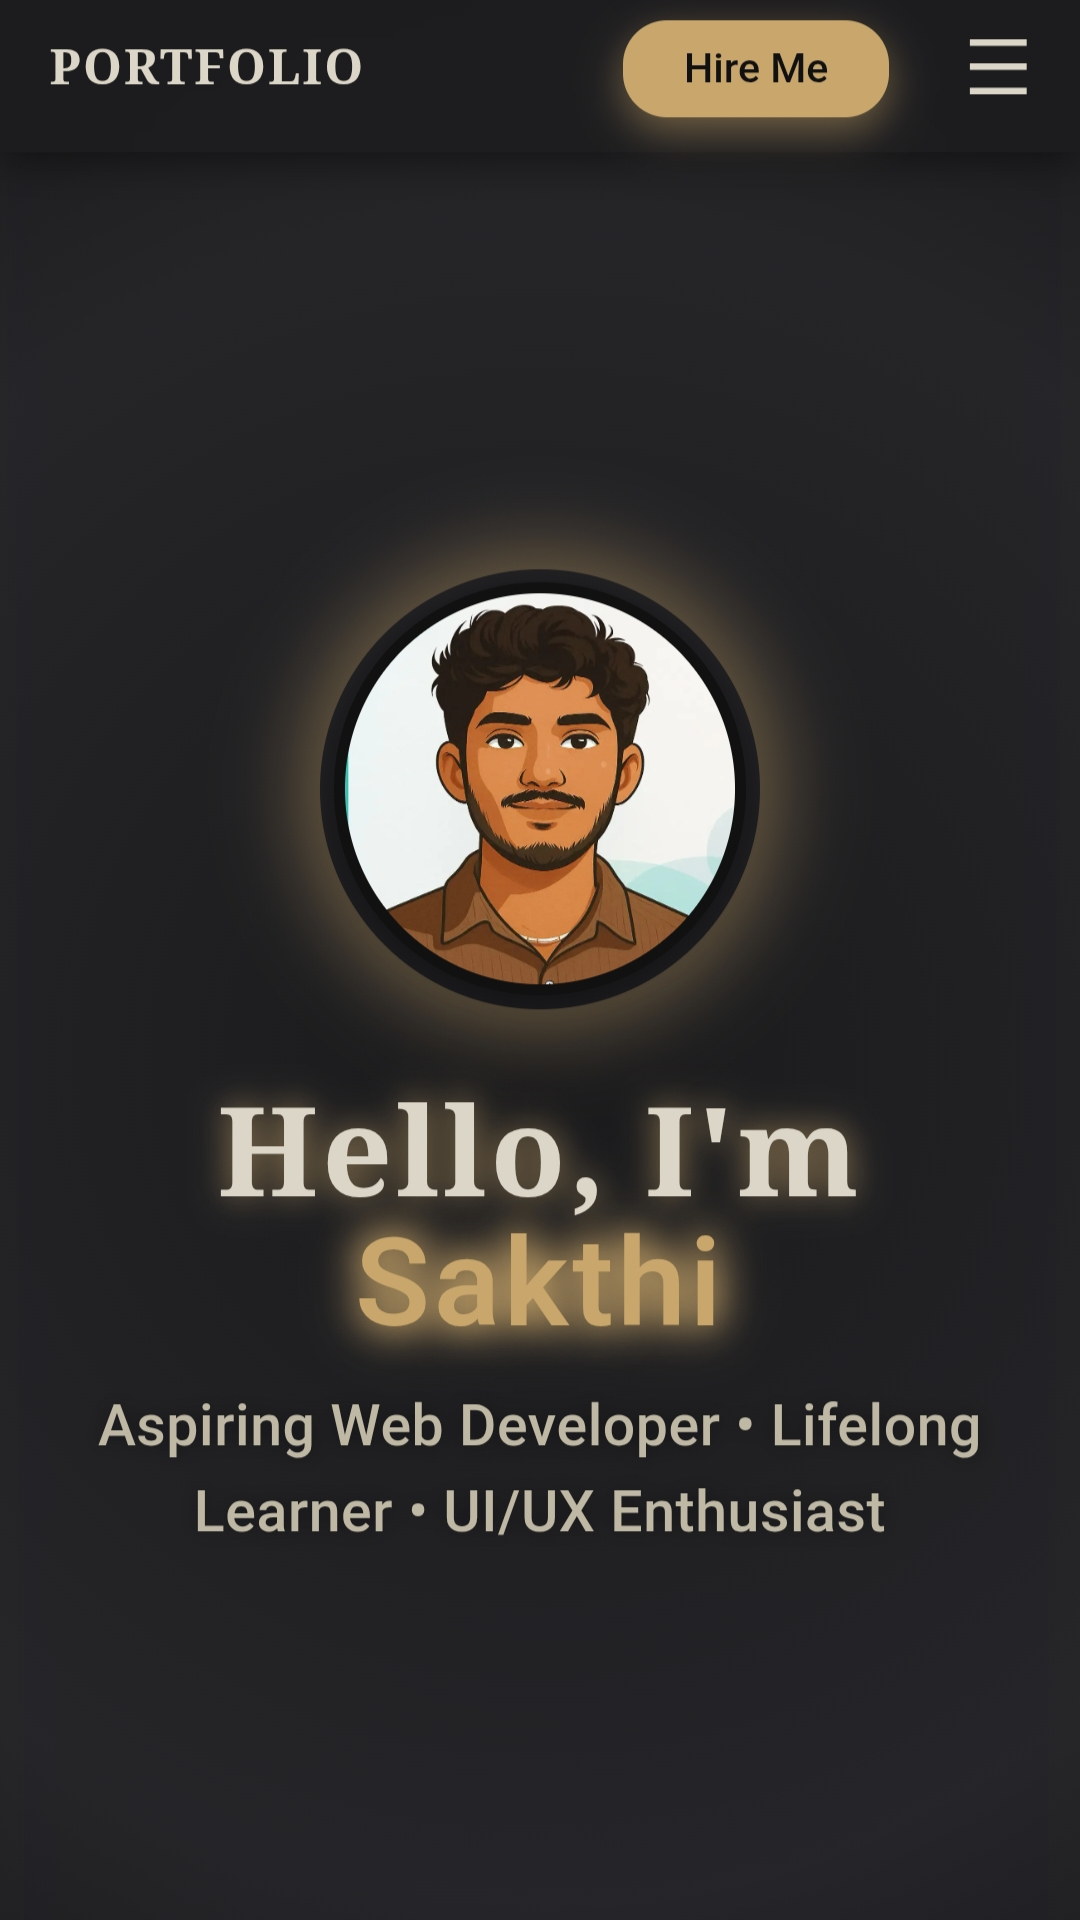 PORTFOLIO
Hire Me
Hello, I'm
Sakthi
Aspiring Web Developer • Lifelong
Learner • UI/UX Enthusiast